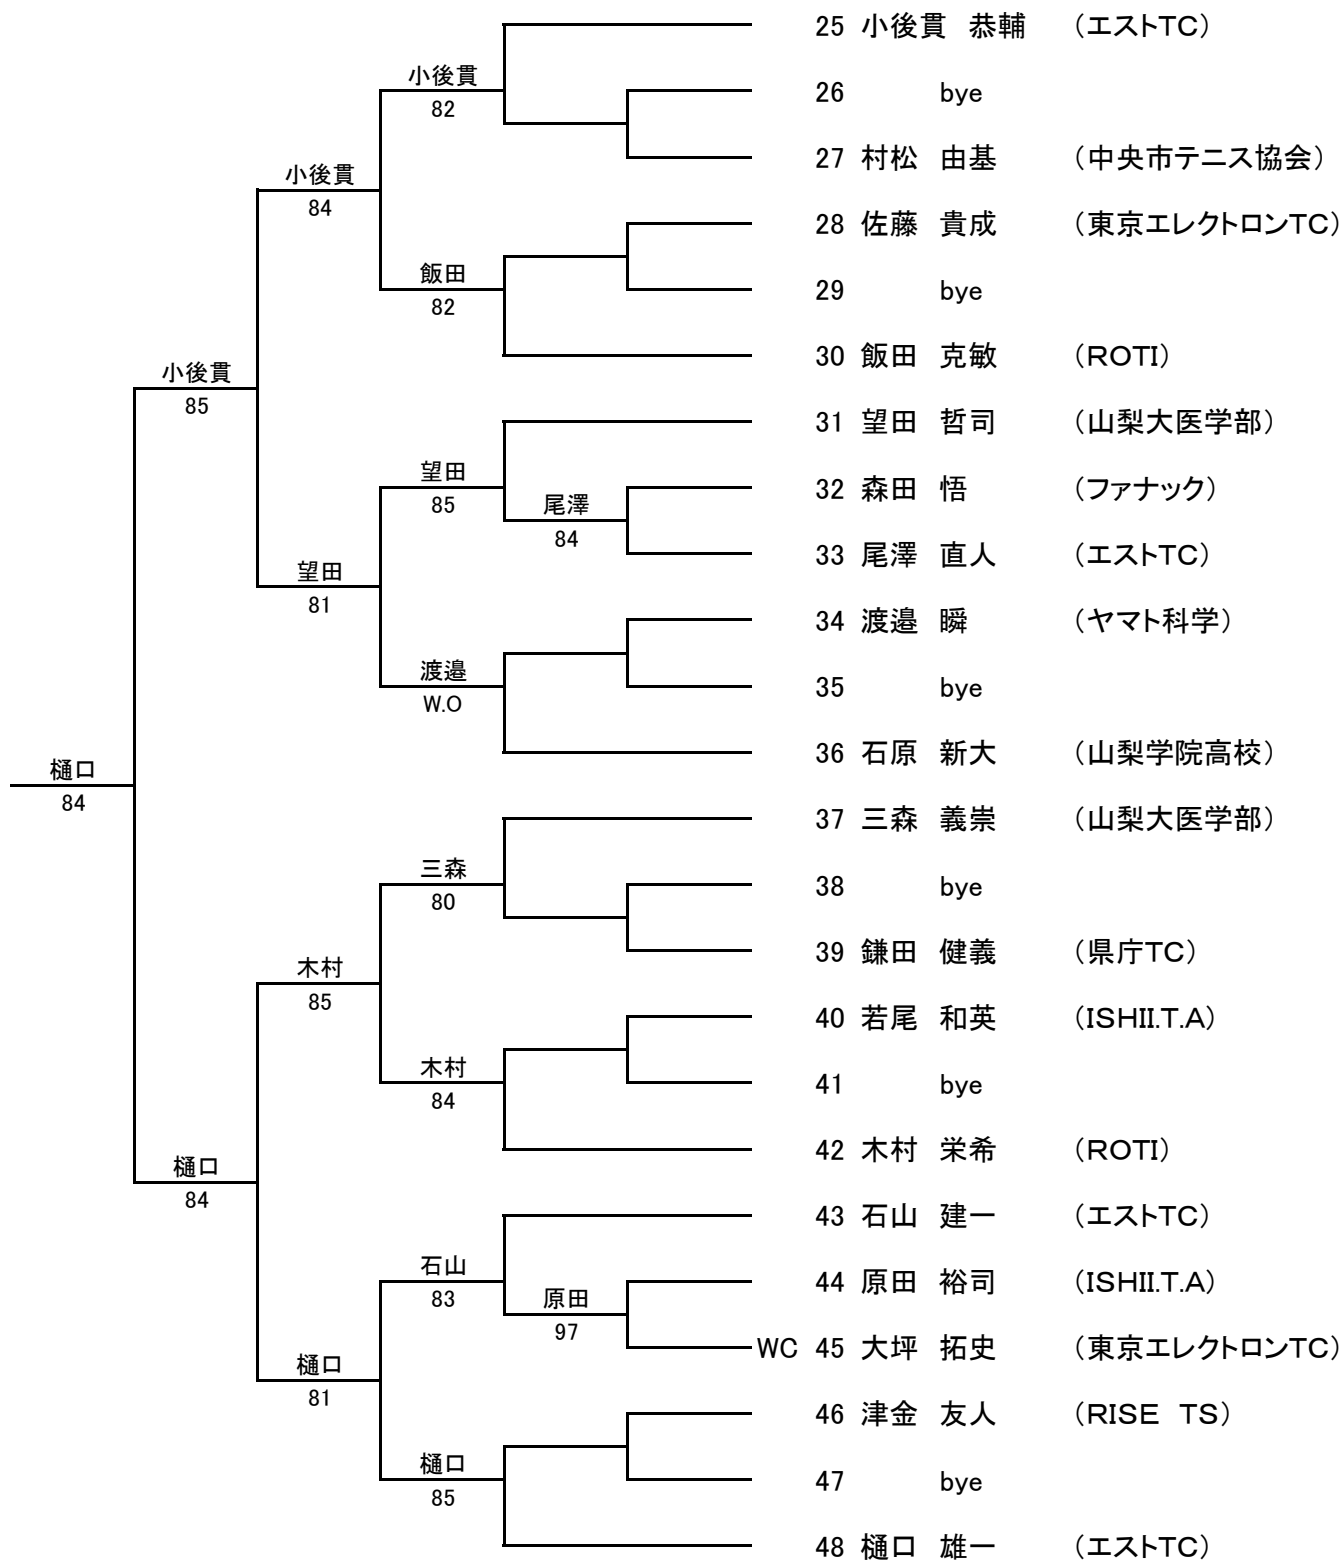 25 小後貫 恭輔 （エストTC）
小後貫
82
26 bye
27 村松 由基 （中央市テニス協会）
小後貫
84
28 佐藤 貴成 （東京エレクトロンTC）
飯田
82
29 bye
30 飯田 克敏 （ROTI）
小後貫
85
31 望田 哲司 （山梨大医学部）
望田
85
32 森田 悟 （ファナック）
尾澤
84
33 尾澤 直人 （エストTC）
望田
81
34 渡邉 瞬 （ヤマト科学）
渡邉
W.O
35 bye
36 石原 新大 （山梨学院高校）
樋口
84
37 三森 義崇 （山梨大医学部）
三森
80
38 bye
39 鎌田 健義 （県庁TC）
木村
85
40 若尾 和英 （ISHII.T.A）
木村
84
41 bye
42 木村 栄希 （ROTI）
樋口
84
43 石山 建一 （エストTC）
石山
83
44 原田 裕司 （ISHII.T.A）
原田
97
WC 45 大坪 拓史 （東京エレクトロンTC）
樋口
81
46 津金 友人 （RISE TS）
樋口
85
47 bye
48 樋口 雄一 （エストTC）